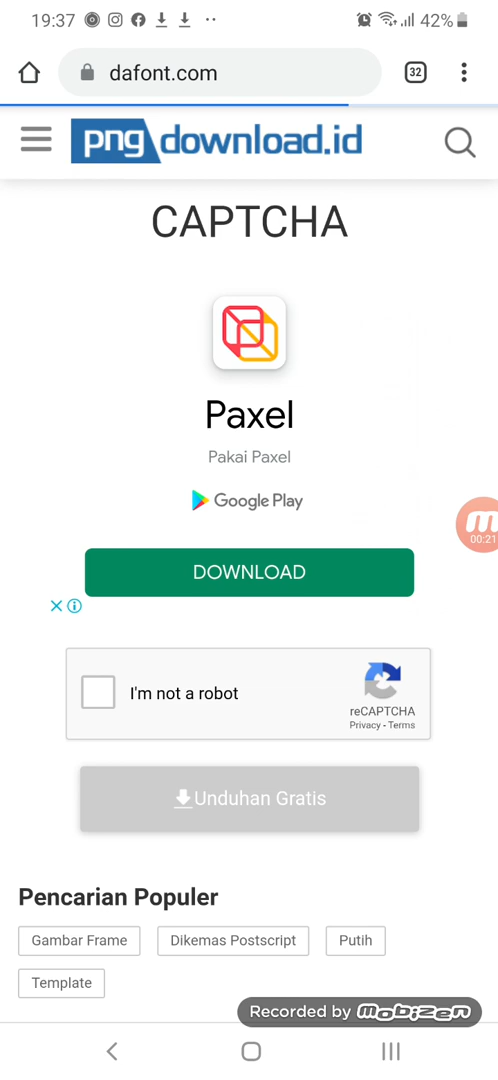 19:37
42%
dafont.com
32
pngdownload.id
CAPTCHA
Paxel
Pakai Paxel
Google Play
00:21
DOWNLOAD
I'm not a robot
reCAPTCHA
Privacy - Terms
Unduhan Gratis
Pencarian Populer
Gambar Frame
Dikemas Postscript
Putih
Template
Recorded by mobizen